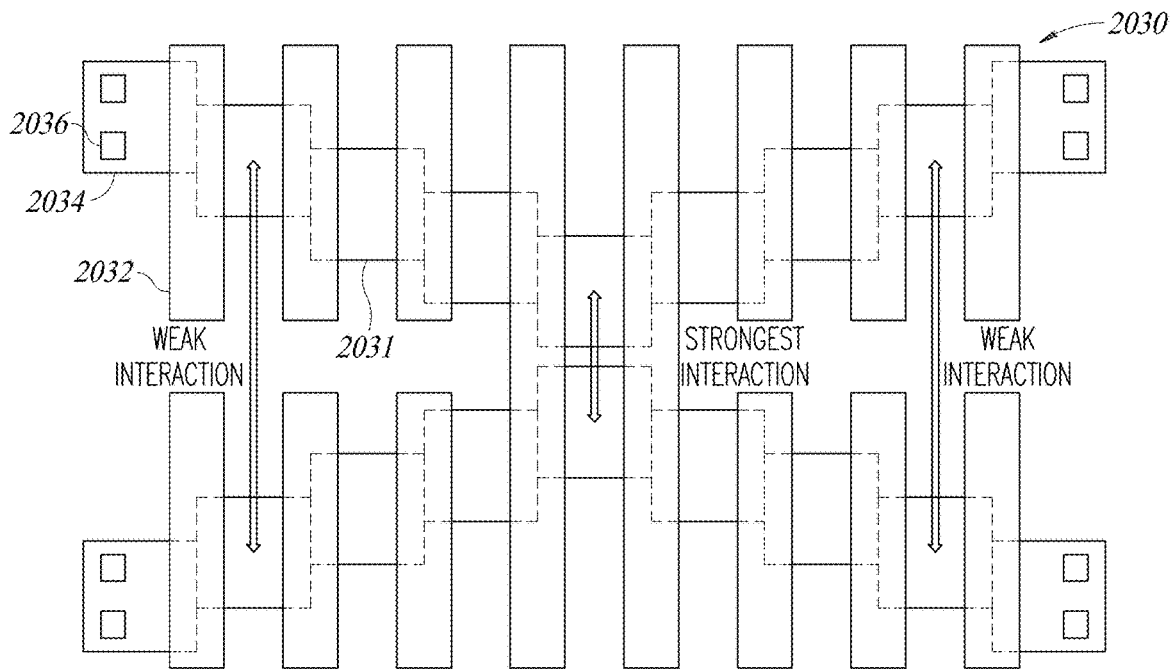 2030
2036
2034
2032
2031
WEAK
INTERACTION
STRONGEST
INTERACTION
WEAK
INTERACTION